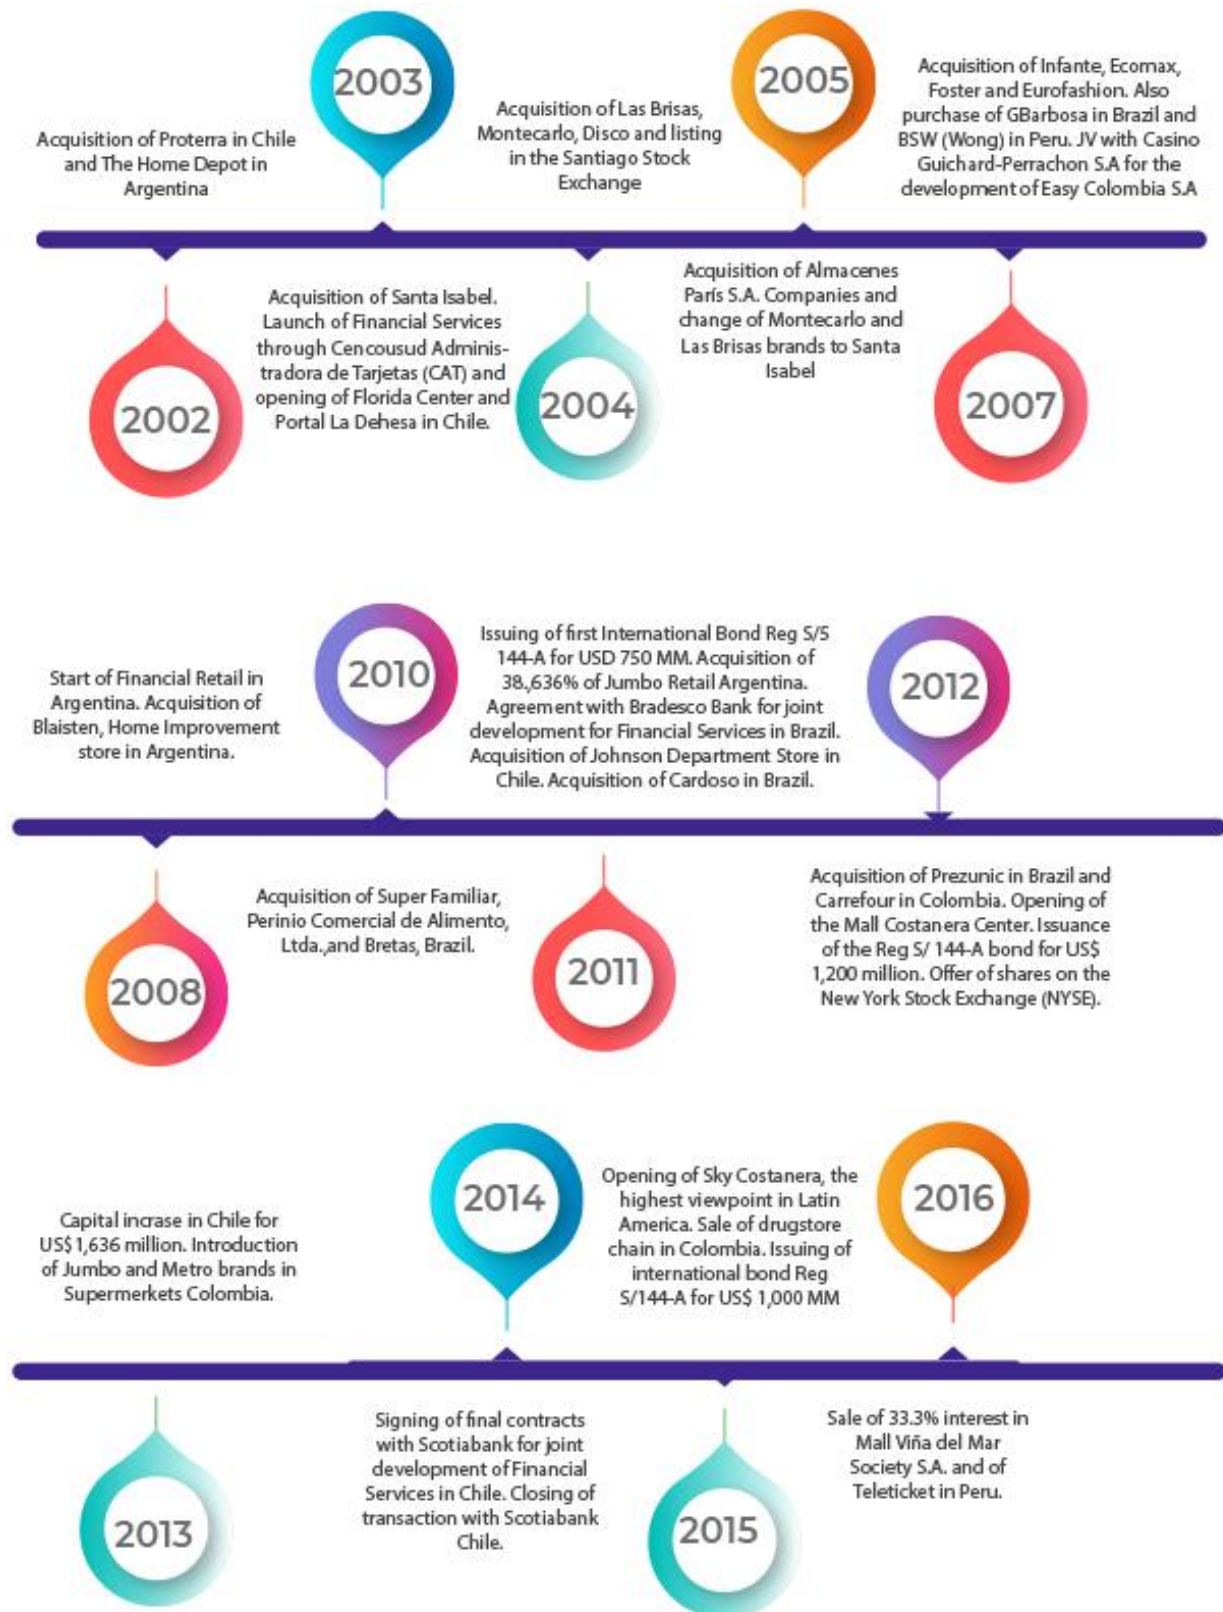 2002
Acquisition of Proterra in Chile
and The Home Depot in
Argentina
2003
Acquisition of Santa Isabel.
Launch of Financial Services
through Cencousud Adminis-
tradora de Tarjetas (CAT) and
opening of Florida Center and
Portal La Dehesa in Chile.
2004
Acquisition of Las Brisas,
Montecarlo, Disco and listing
in the Santiago Stock
Exchange
2005
Acquisition of Almacenes
París S.A. Companies and
change of Montecarlo and
Las Brisas brands to Santa
Isabel
2007
Acquisition of Infante, Ecomax,
Foster and Eurofashion. Also
purchase of GBarbosa in Brazil and
BSW (Wong) in Peru. JV with Casino
Guichard-Perrachon S.A for the
development of Easy Colombia S.A
2008
Start of Financial Retail in
Argentina. Acquisition of
Blaisten, Home Improvement
store in Argentina.
2010
Acquisition of Super Familiar,
Perinio Comercial de Alimento,
Ltda.,and Bretas, Brazil.
2011
Issuing of first International Bond Reg S/5
144-A for USD 750 MM. Acquisition of
38.,636% of Jumbo Retail Argentina.
Agreement with Bradesco Bank for joint
development for Financial Services in Brazil.
Acquisition of Johnson Department Store in
Chile. Acquisition of Cardoso in Brazil.
2012
Acquisition of Prezunic in Brazil and
Carrefour in Colombia. Opening of
the Mall Costanera Center. Issuance
of the Reg S/ 144-A bond for US$
1,200 million. Offer of shares on the
New York Stock Exchange (NYSE).
2013
Capital incrase in Chile for
US$ 1,636 million. Introduction
of Jumbo and Metro brands in
Supermerkets Colombia.
2014
Signing of final contracts
with Scotiabank for joint
development of Financial
Services in Chile. Closing of
transaction with Scotiabank
Chile.
2015
Opening of Sky Costanera, the
highest viewpoint in Latin
America. Sale of drugstore
chain in Colombia. Issuing of
international bond Reg
S/144-A for US$ 1,000 MM
2016
Sale of 33.3% interest in
Mall Viña del Mar
Society S.A. and of
Teleticket in Peru.